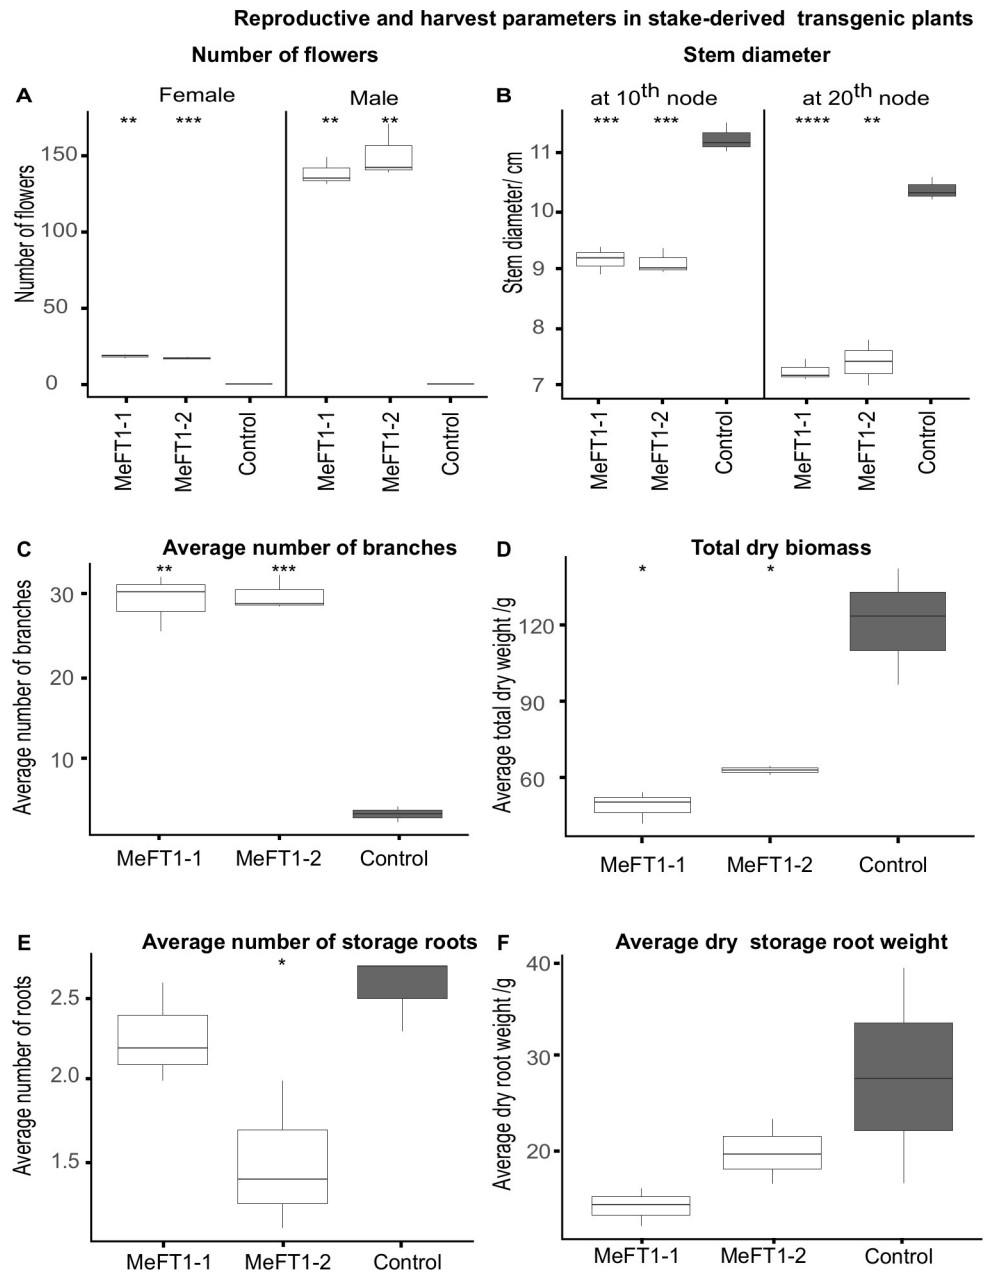 Reproductive and harvest parameters in stake-derived transgenic plants
Number of flowers
Stem diameter
A
Female
Male
** *** ** **
Number of flowers
150
100
50
0
MeFT1-1
MeFT1-2
Control
MeFT1-1
MeFT1-2
Control
B
at 10th node
at 20th node
*** *** **** **
Stem diameter/ cm
11
10
9
8
7
MeFT1-1
MeFT1-2
Control
MeFT1-1
MeFT1-2
Control
C
Average number of branches
** ***
Average number of branches
30
20
10
MeFT1-1 MeFT1-2 Control
D
Total dry biomass
* *
Average total dry weight /g
120
90
60
MeFT1-1 MeFT1-2 Control
E
Average number of storage roots
*
Average number of roots
2.5
2.0
1.5
MeFT1-1 MeFT1-2 Control
F
Average dry storage root weight
Average dry root weight /g
40
30
20
MeFT1-1 MeFT1-2 Control